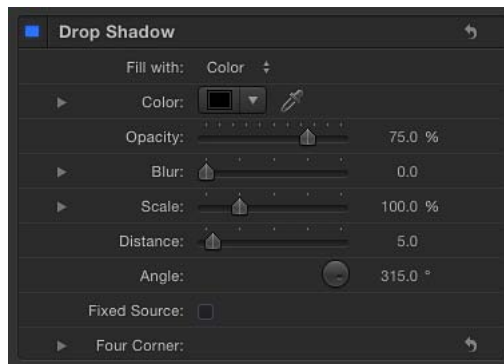 Drop Shadow
Fill with: Color
Color:
Opacity: 75.0 %
Blur: 0.0
Scale: 100.0 %
Distance: 5.0
Angle: 315.0 °
Fixed Source:
Four Corner: